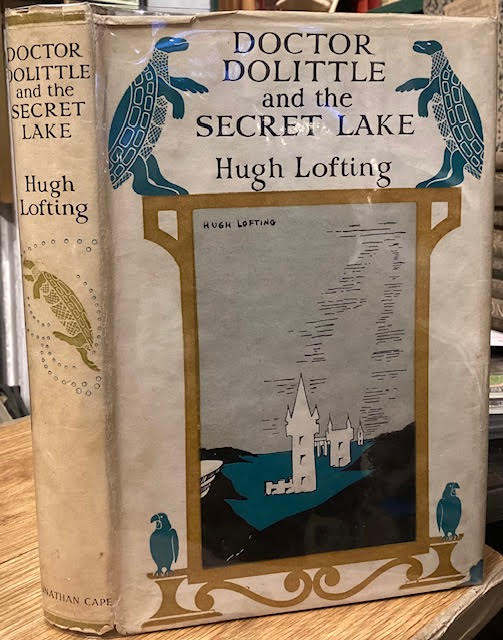 DOCTOR
DOLITTLE
and the
SECRET
LAKE
Hugh
Lofting
JONATHAN CAPE
DOCTOR
DOLITTLE
and the
SECRET LAKE
Hugh Lofting
HUGH LOFTING